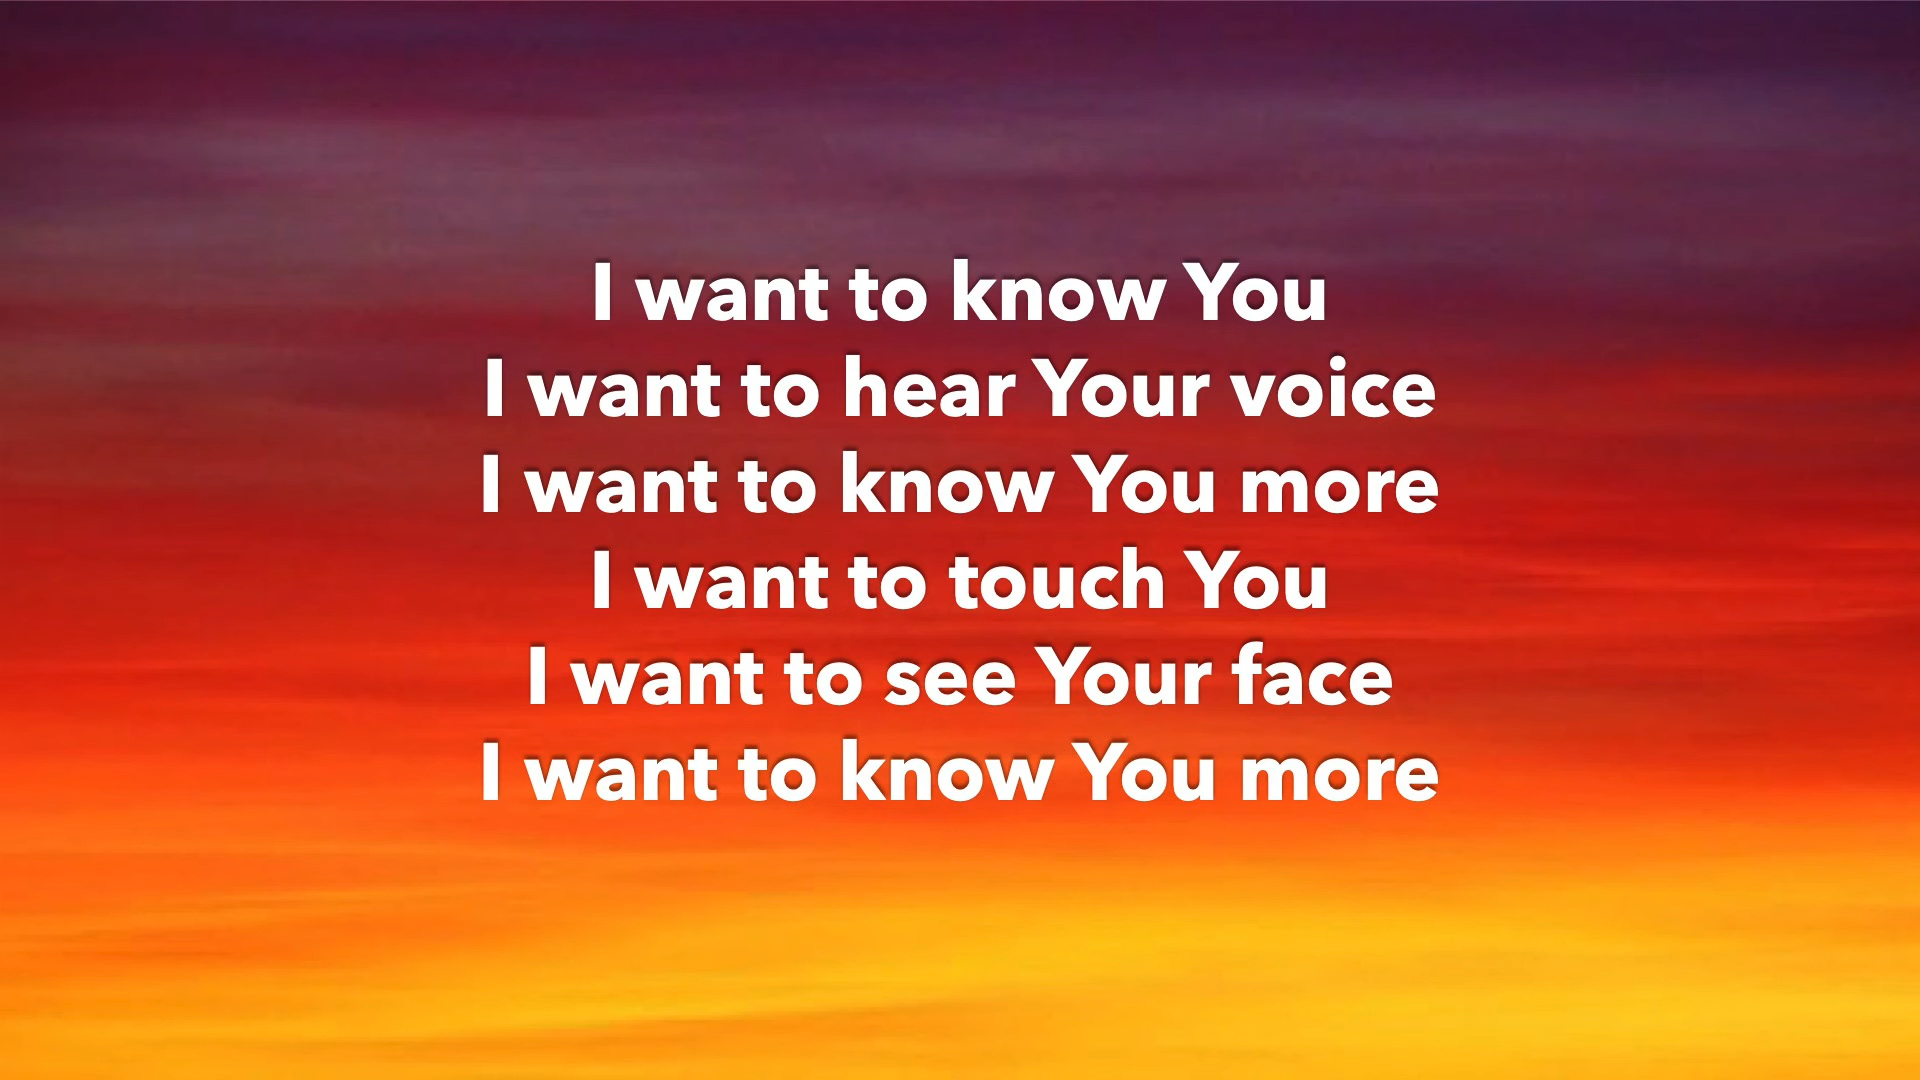 I want to know You
I want to hear Your voice
I want to know You more
I want to touch You
I want to see Your face
I want to know You more